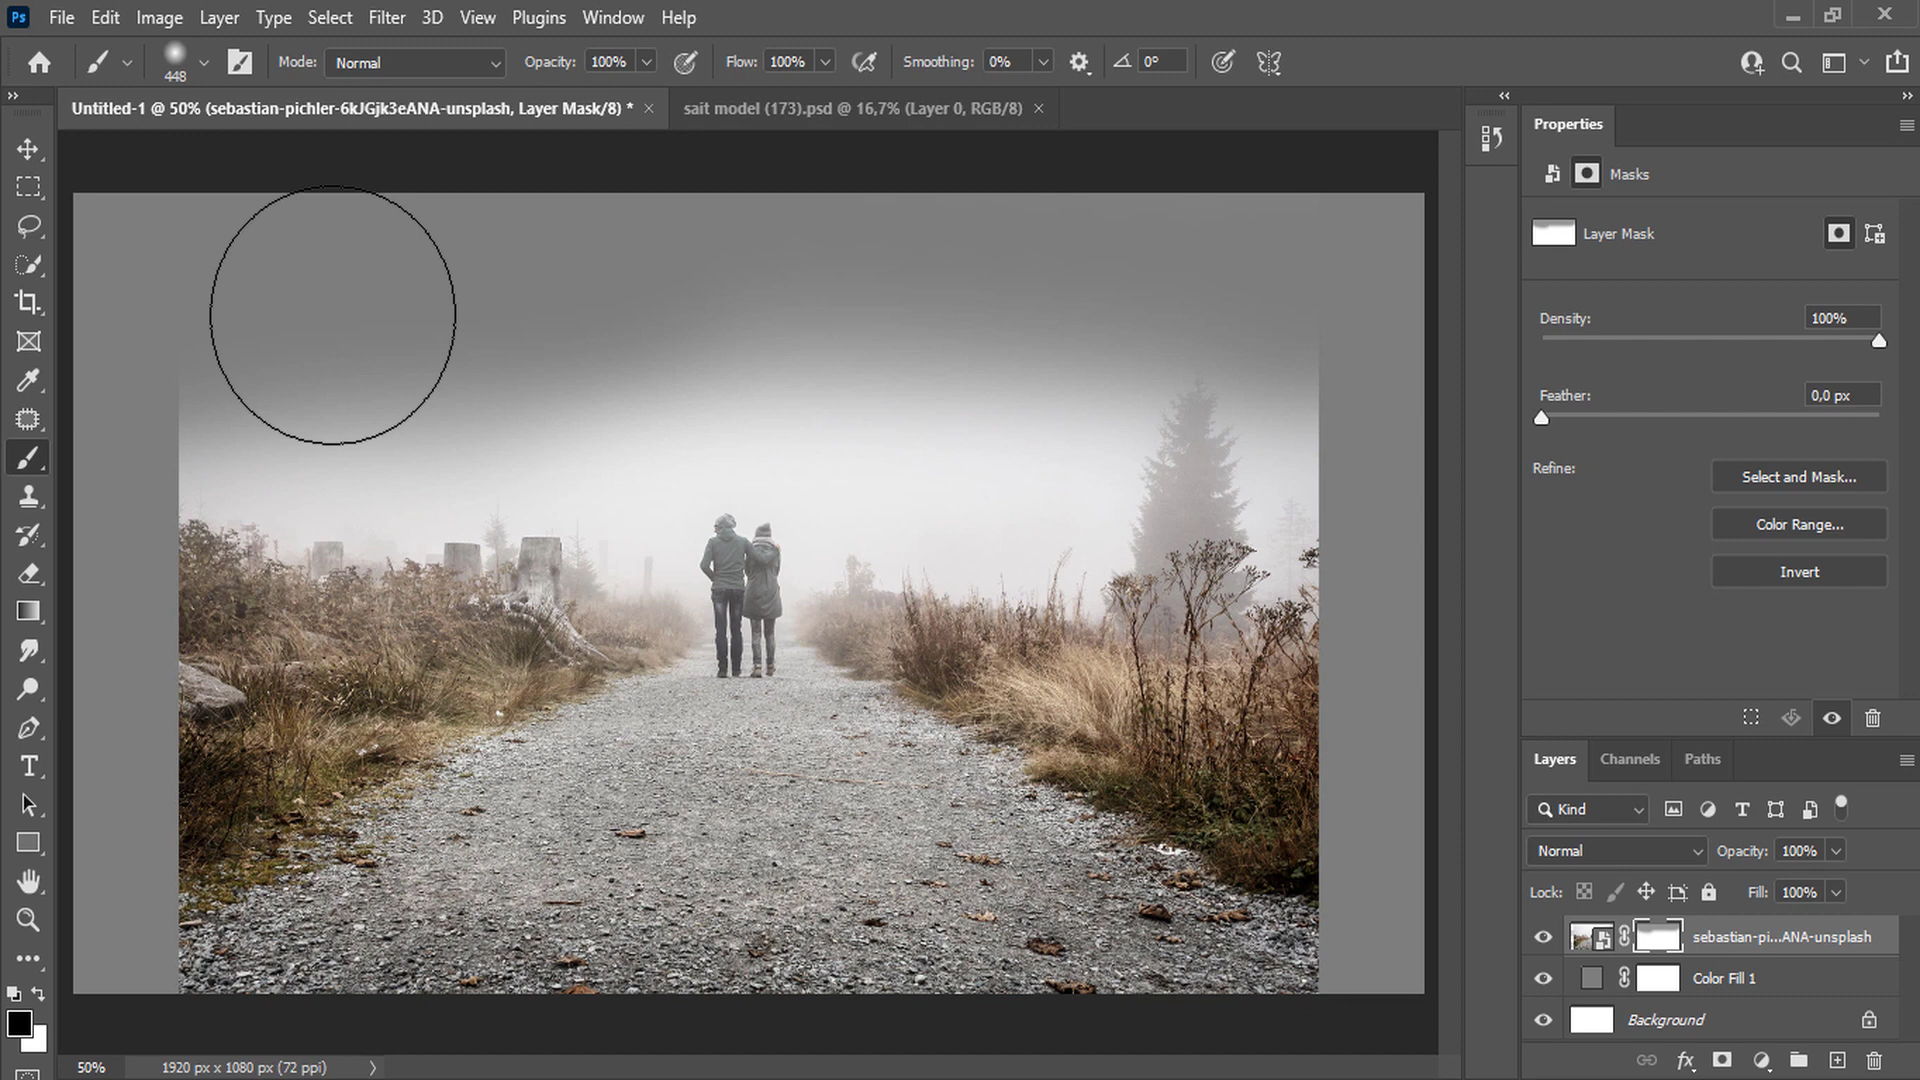 Ps File Edit Image Layer Type Select Filter 3D View Plugins Window Help
448 Mode: Normal Opacity: 100% Flow: 100% Smoothing: 0% 0°
Untitled-1 @ 50% (sebastian-pichler-6kJGjk3eANA-unsplash, Layer Mask/8) * sait model (173).psd @ 16,7% (Layer 0, RGB/8)
Properties
Masks
Layer Mask
Density: 100%
Feather: 0,0 px
Refine: Select and Mask...
Color Range...
Invert
Layers Channels Paths
Kind
Normal Opacity: 100%
Lock: Fill: 100%
sebastian-pi...ANA-unsplash
Color Fill 1
Background
50% 1920 px x 1080 px (72 ppi)